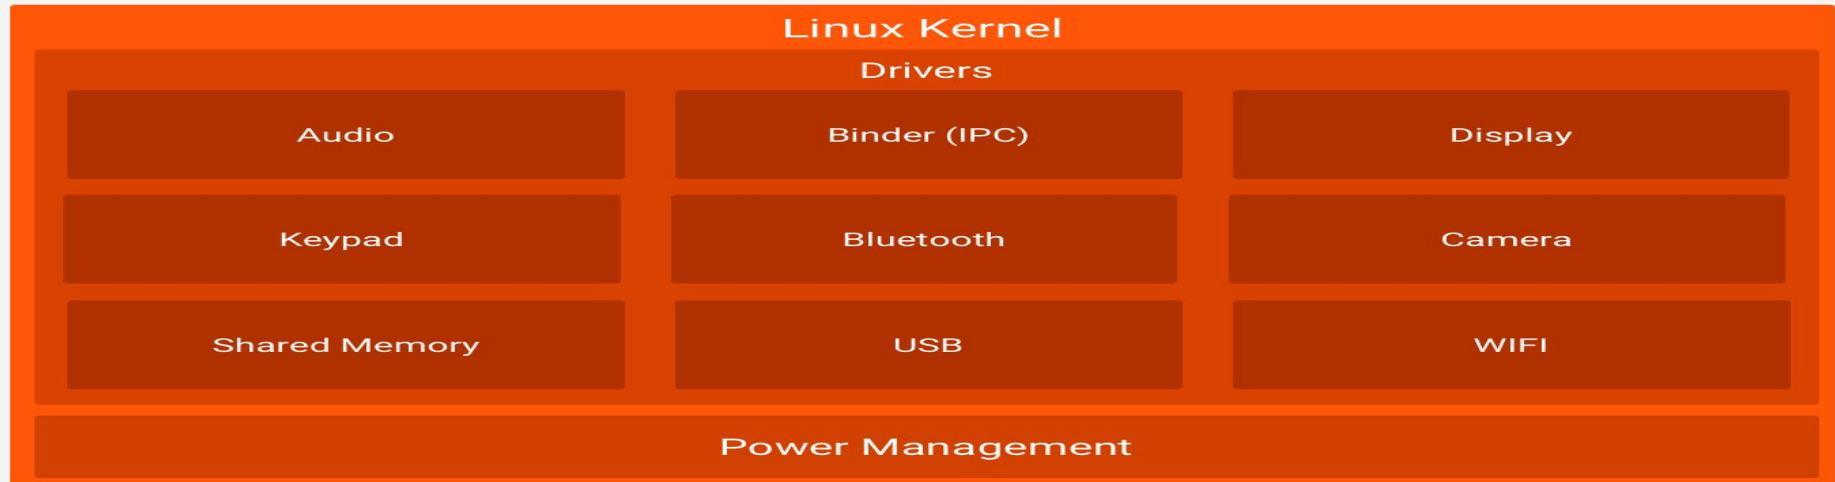 Linux Kernel
Drivers
Audio
Binder (IPC)
Display
Keypad
Bluetooth
Camera
Shared Memory
USB
WIFI
Power Management